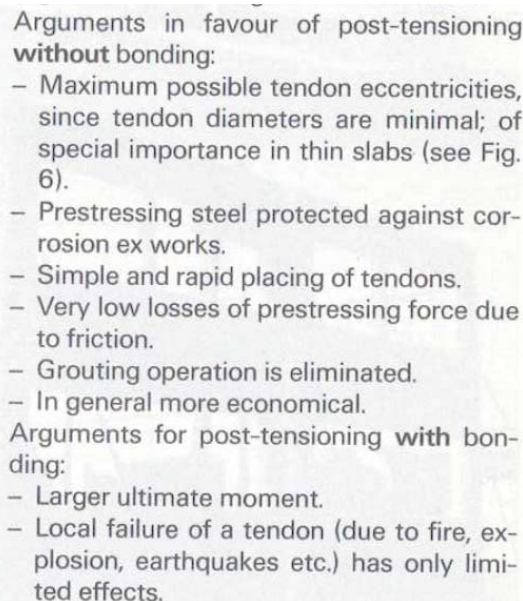 Arguments in favour of post-tensioning
without bonding:
– Maximum possible tendon eccentricities,
since tendon diameters are minimal; of
special importance in thin slabs (see Fig.
6).
– Prestressing steel protected against cor-
rosion ex works.
– Simple and rapid placing of tendons.
– Very low losses of prestressing force due
to friction.
– Grouting operation is eliminated.
– In general more economical.
Arguments for post-tensioning with bon-
ding:
– Larger ultimate moment.
– Local failure of a tendon (due to fire, ex-
plosion, earthquakes etc.) has only limi-
ted effects.